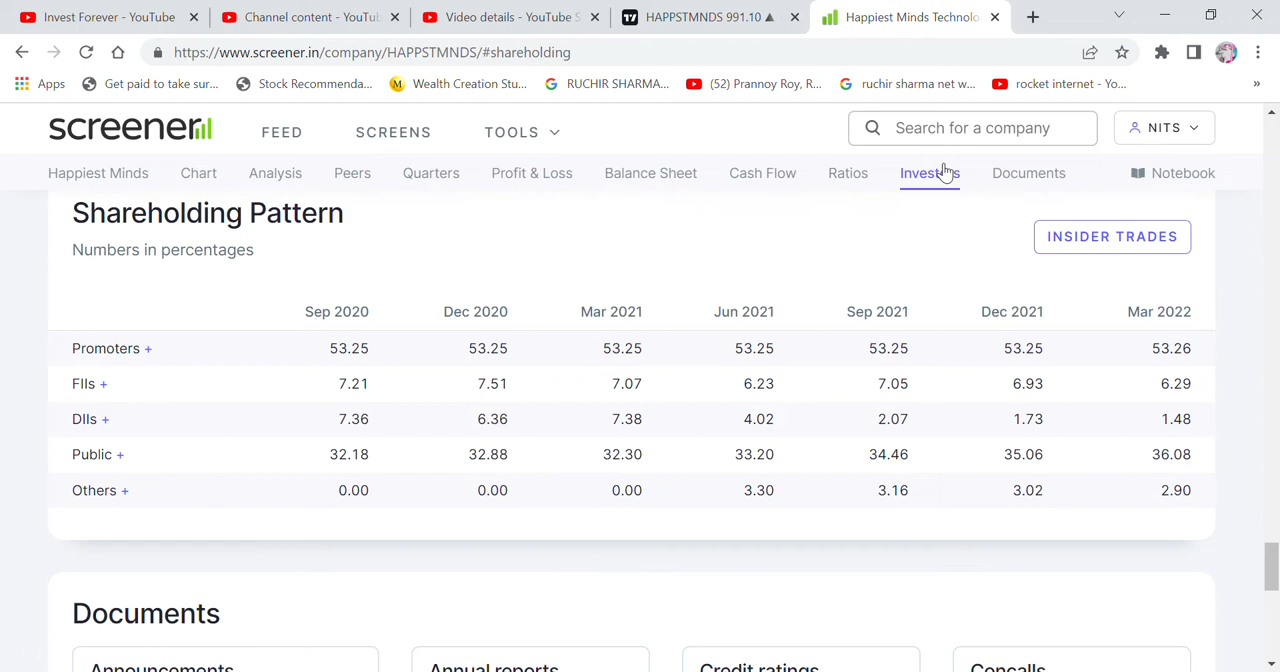 Invest Forever - YouTube
Channel content - YouTu
Video details - YouTube S
HAPPSTMNDS 991.10 ▲
Happiest Minds Technolo
https://www.screener.in/company/HAPPSTMNDS/#shareholding
Apps
Get paid to take sur...
Stock Recommenda...
Wealth Creation Stu...
RUCHIR SHARMA...
(52) Prannoy Roy, R...
ruchir sharma net w...
rocket internet - Yo...
»
screener
FEED
SCREENS
TOOLS
Search for a company
NITS
Happiest Minds
Chart
Analysis
Peers
Quarters
Profit & Loss
Balance Sheet
Cash Flow
Ratios
Investors
Documents
Notebook
Shareholding Pattern
Numbers in percentages
INSIDER TRADES
Sep 2020 Dec 2020 Mar 2021 Jun 2021 Sep 2021 Dec 2021 Mar 2022
Promoters + 53.25 53.25 53.25 53.25 53.25 53.25 53.26
FIIs + 7.21 7.51 7.07 6.23 7.05 6.93 6.29
DIIs + 7.36 6.36 7.38 4.02 2.07 1.73 1.48
Public + 32.18 32.88 32.30 33.20 34.46 35.06 36.08
Others + 0.00 0.00 0.00 3.30 3.16 3.02 2.90
Documents
Announcements
Annual reports
Credit ratings
Concalls